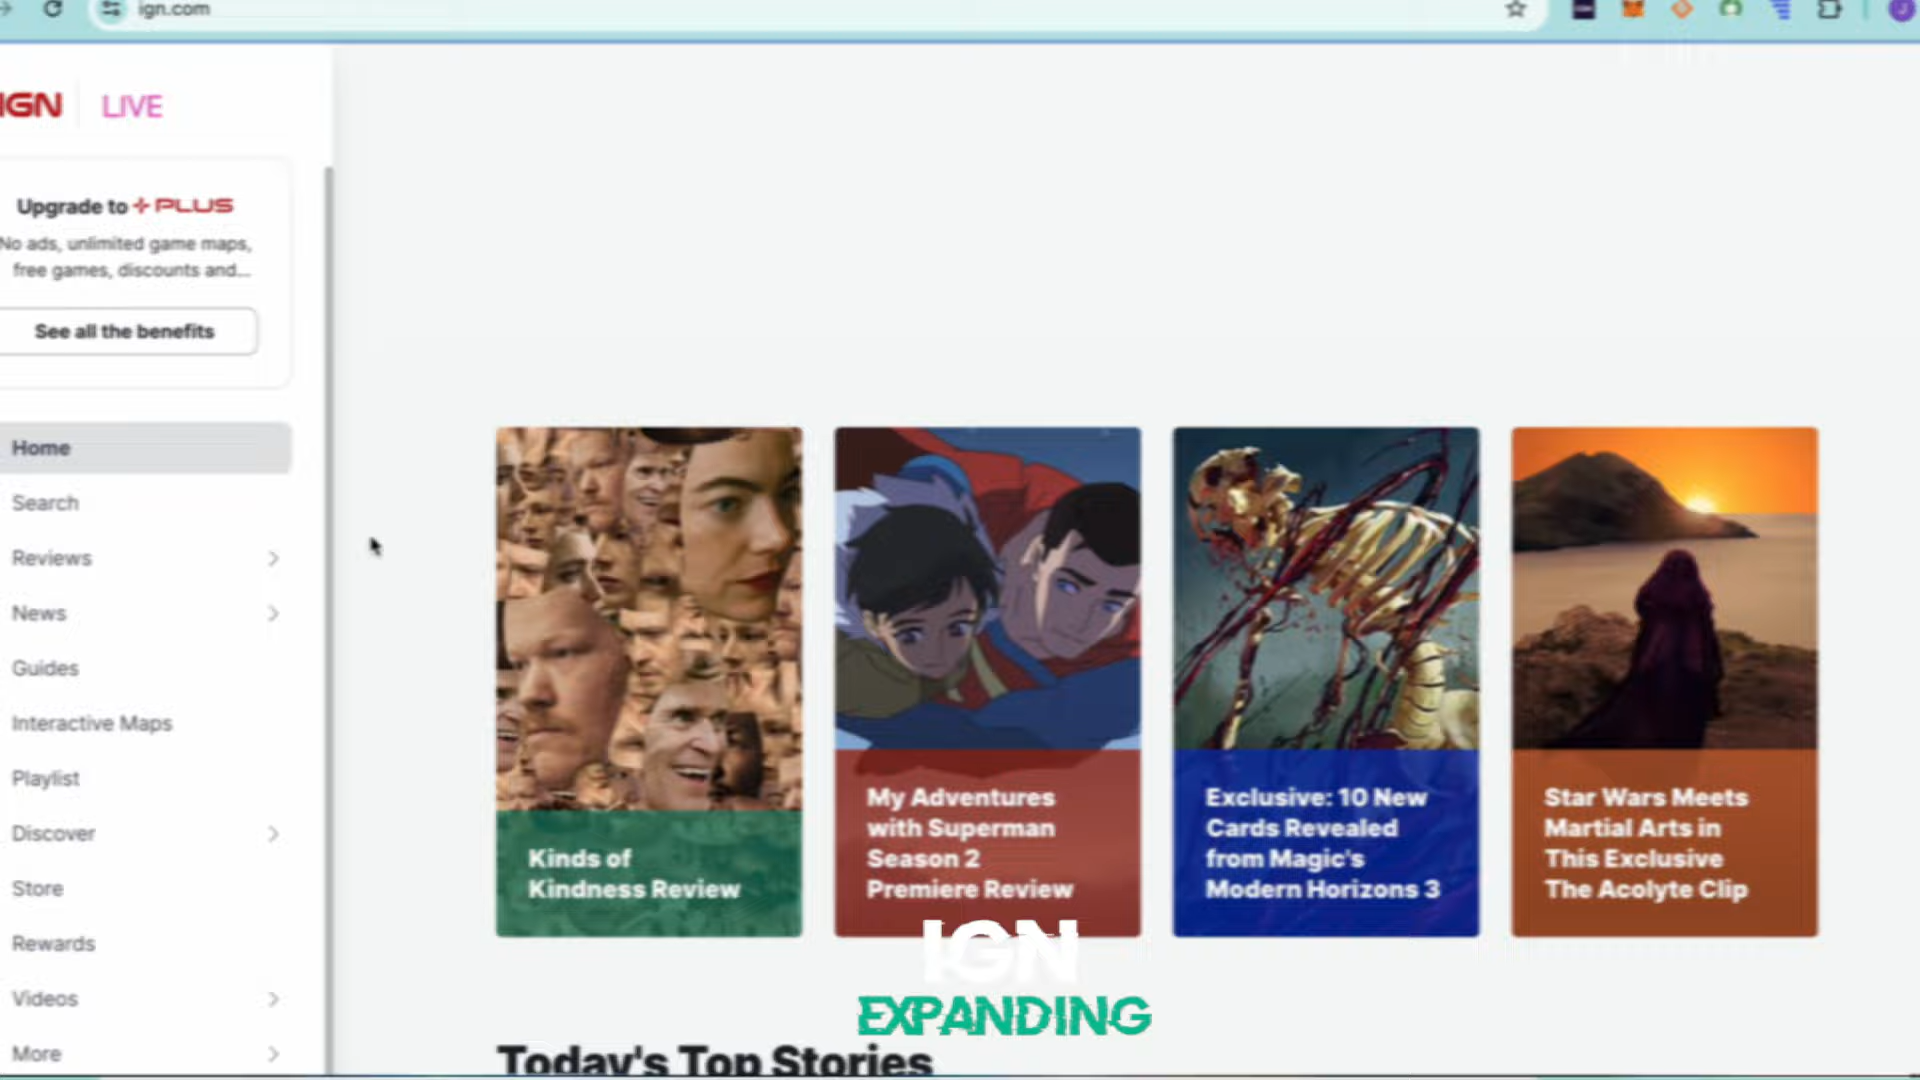 ign.com
IGN
LIVE
Upgrade to + PLUS
No ads, unlimited game maps,
free games, discounts and...
See all the benefits
Home
Search
Reviews
News
Guides
Interactive Maps
Playlist
Discover
Store
Rewards
Videos
More
Kinds of
Kindness Review
My Adventures
with Superman
Season 2
Premiere Review
Exclusive: 10 New
Cards Revealed
from Magic's
Modern Horizons 3
Star Wars Meets
Martial Arts in
This Exclusive
The Acolyte Clip
IGN
EXPANDING
Today's Top Stories